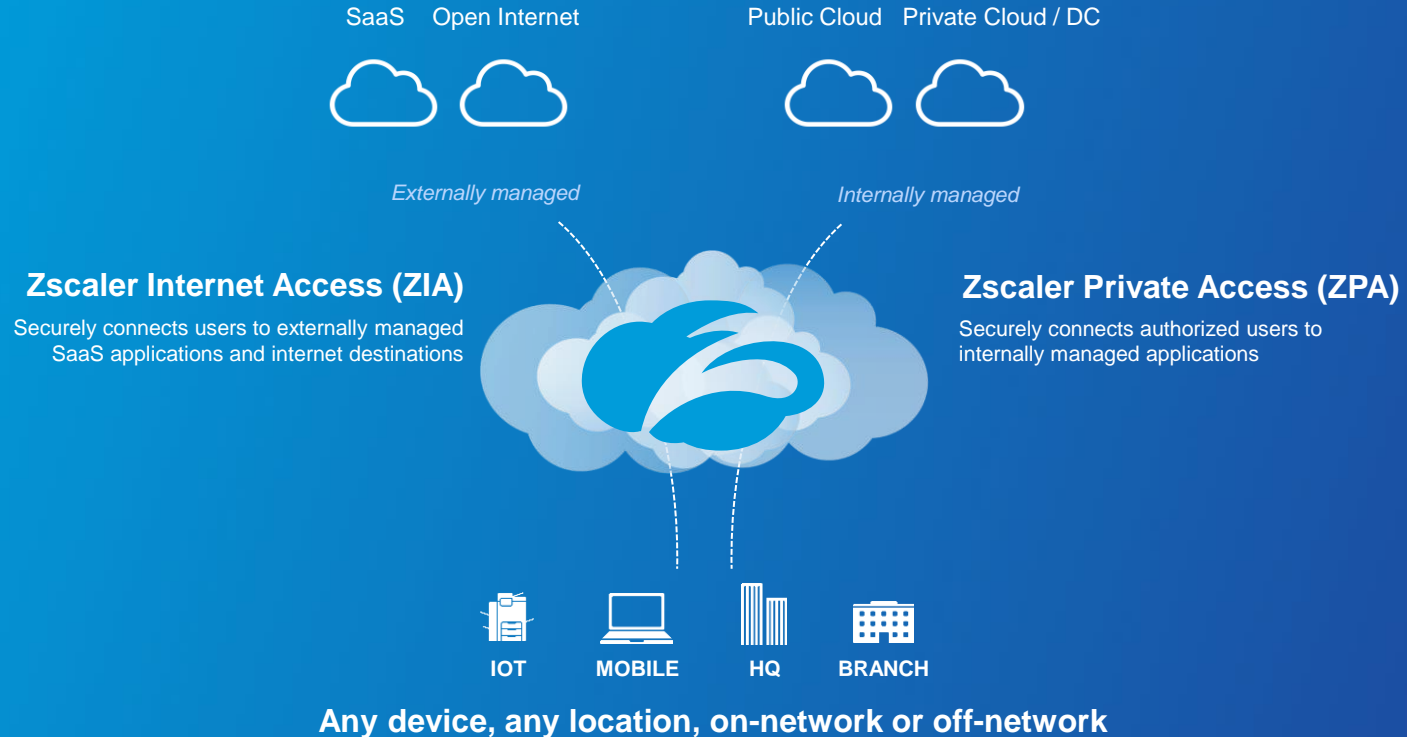 SaaS Open Internet
Public Cloud Private Cloud / DC
Externally managed
Internally managed
Zscaler Internet Access (ZIA)
Securely connects users to externally managed
SaaS applications and internet destinations
Zscaler Private Access (ZPA)
Securely connects authorized users to
internally managed applications
IOT
MOBILE
HQ
BRANCH
Any device, any location, on-network or off-network